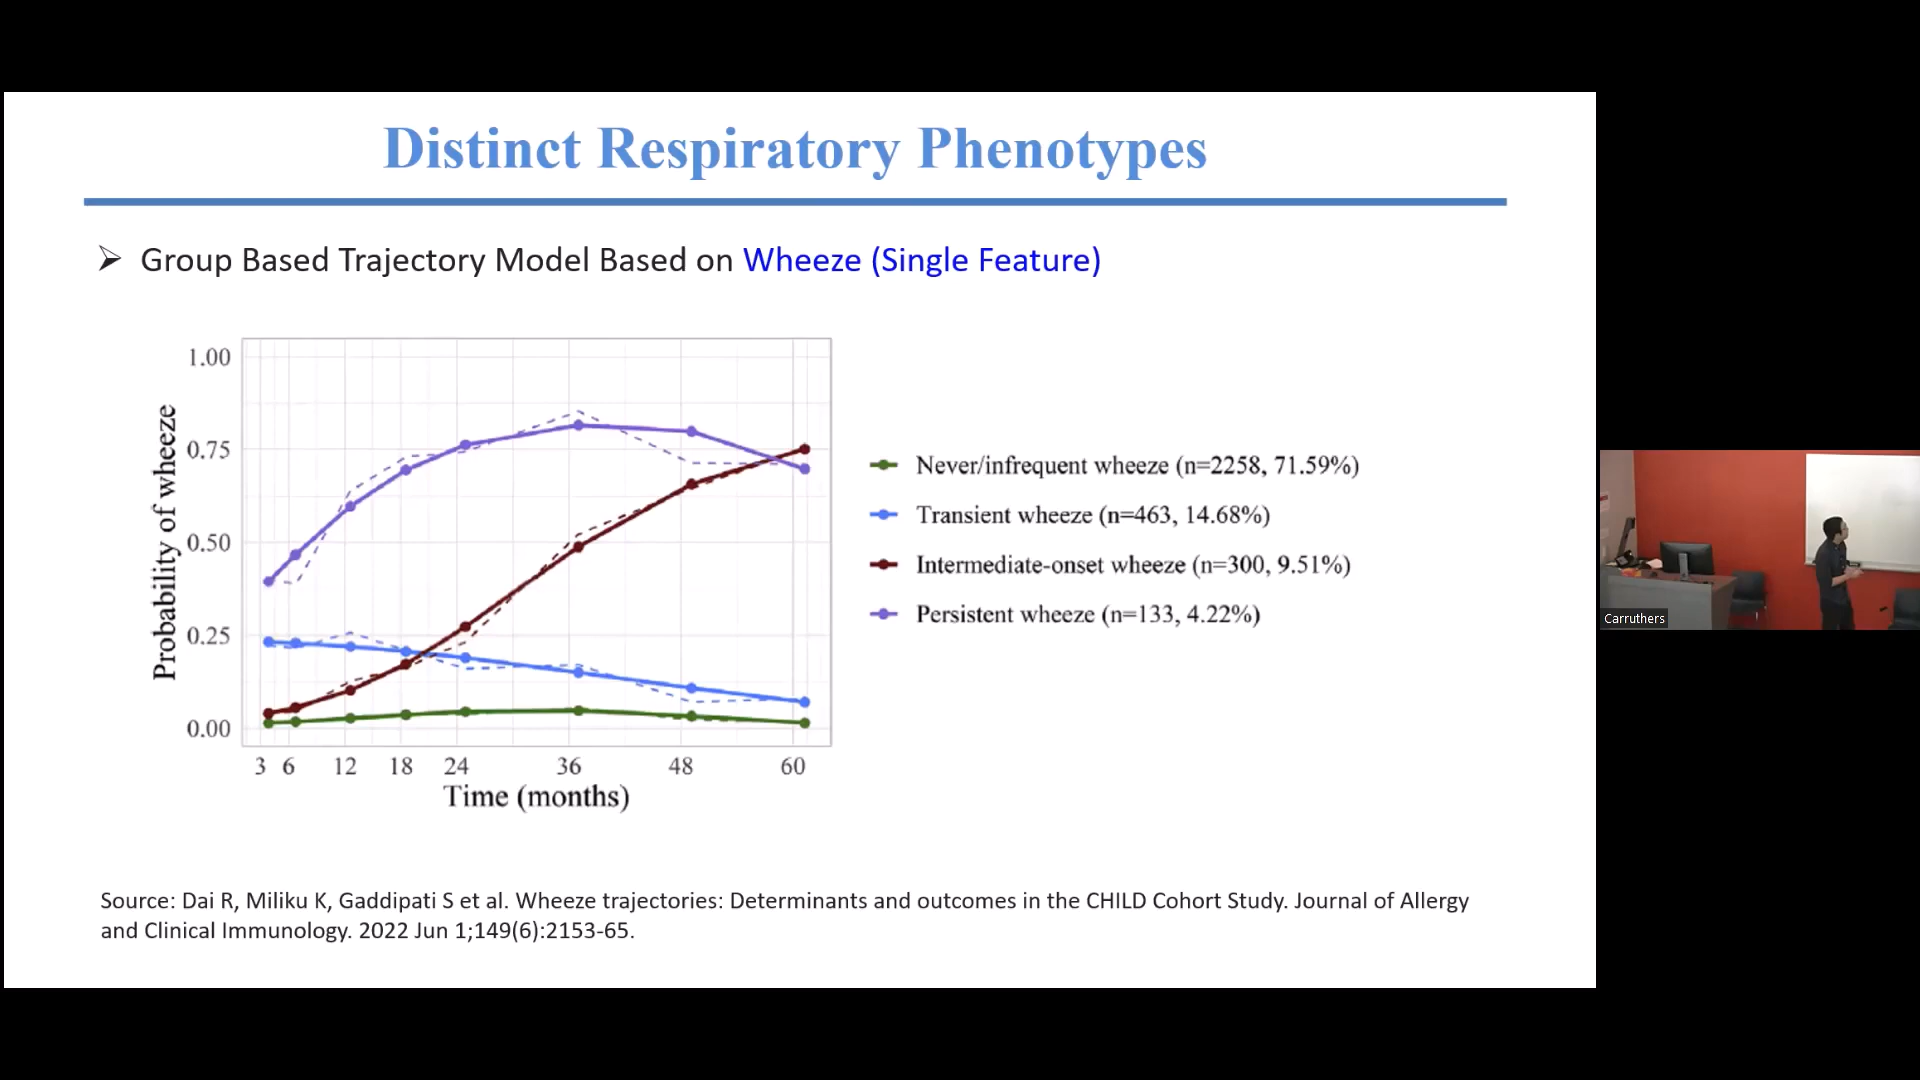 Distinct Respiratory Phenotypes
➢ Group Based Trajectory Model Based on Wheeze (Single Feature)
Probability of wheeze
1.00
0.75
0.50
0.25
0.00
3 6 12 18 24 36 48 60
Time (months)
Never/infrequent wheeze (n=2258, 71.59%)
Transient wheeze (n=463, 14.68%)
Intermediate-onset wheeze (n=300, 9.51%)
Persistent wheeze (n=133, 4.22%)
Source: Dai R, Miliku K, Gaddipati S et al. Wheeze trajectories: Determinants and outcomes in the CHILD Cohort Study. Journal of Allergy
and Clinical Immunology. 2022 Jun 1;149(6):2153-65.
Carruthers